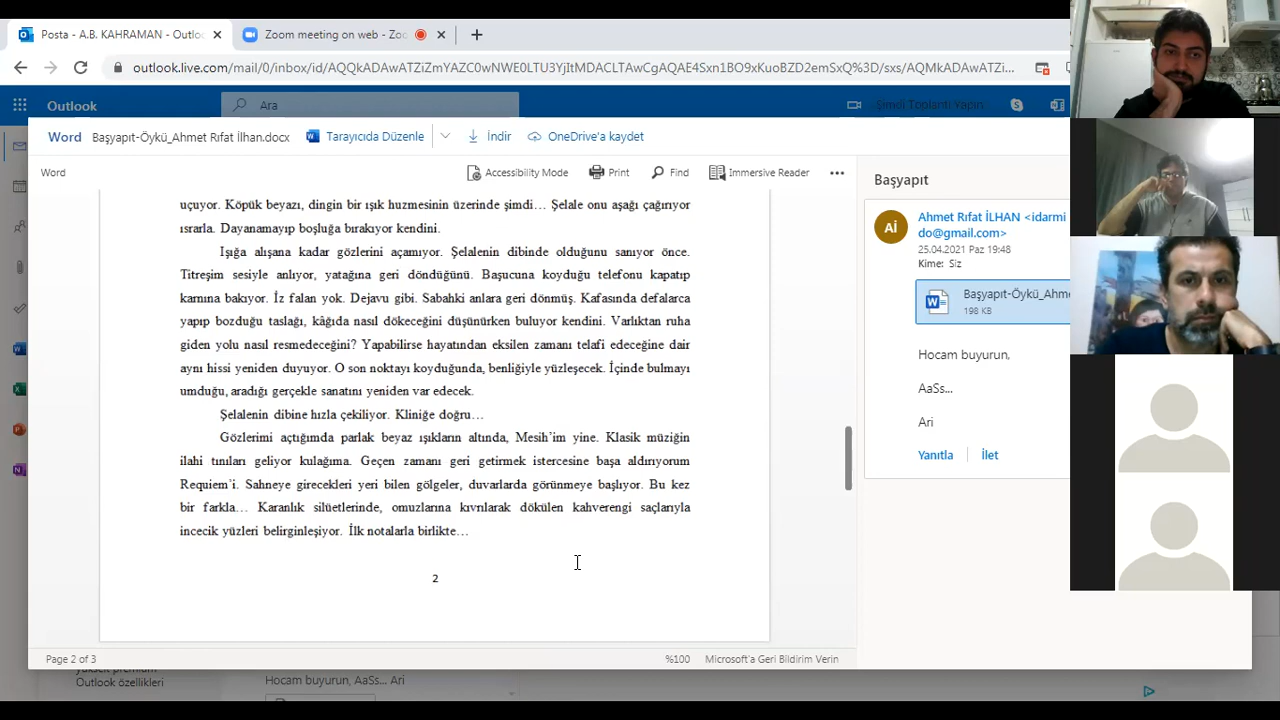 Posta - A.B. KAHRAMAN - Outlo
Zoom meeting on web - Zoo
outlook.live.com/mail/0/inbox/id/AQQkADAwATZiZmYAZC0wNWE0LTU3YjItMDACLTAwCgAQAE4Sxn1BO9xKuoBZD2emSxQ%3D/sxs/AQMkADAwATZi...
Outlook
Ara
Şimdi Toplantı Yapın
Word
Başyapıt-Öykü_Ahmet Rıfat İlhan.docx
Tarayıcıda Düzenle
İndir
OneDrive'a kaydet
Word
Accessibility Mode
Print
Find
Immersive Reader
uçuyor. Köpük beyazı, dingin bir ışık huzmesinin üzerinde şimdi… Şelale onu aşağı çağırıyor
ısrarla. Dayanamayıp boşluğa bırakıyor kendini.
Işığa alışana kadar gözlerini açamıyor. Şelalenin dibinde olduğunu sanıyor önce.
Titreşim sesiyle anlıyor, yatağına geri döndüğünü. Başucuna koyduğu telefonu kapatıp
karnına bakıyor. İz falan yok. Dejavu gibi. Sabahki anlara geri dönmüş. Kafasında defalarca
yapıp bozduğu taslağı, kâğıda nasıl dökeceğini düşünürken buluyor kendini. Varlıktan ruha
giden yolu nasıl resmedeceğini? Yapabilirse hayatından eksilen zamanı telafi edeceğine dair
aynı hissi yeniden duyuyor. O son noktayı koyduğunda, benliğiyle yüzleşecek. İçinde bulmayı
umduğu, aradığı gerçekle sanatını yeniden var edecek.
Şelalenin dibine hızla çekiliyor. Kliniğe doğru…
Gözlerimi açtığımda parlak beyaz ışıkların altında, Mesih’im yine. Klasik müziğin
ilahi tınıları geliyor kulağıma. Geçen zamanı geri getirmek istercesine başa aldırıyorum
Requiem’i. Sahneye girecekleri yeri bilen gölgeler, duvarlarda görünmeye başlıyor. Bu kez
bir farkla… Karanlık silüetlerinde, omuzlarına kıvrılarak dökülen kahverengi saçlarıyla
incecik yüzleri belirginleşiyor. İlk notalarla birlikte…
2
Page 2 of 3
%100
Microsoft'a Geri Bildirim Verin
Başyapıt
Aİ
Ahmet Rıfat İLHAN <idarmi
do@gmail.com>
25.04.2021 Paz 19:48
Kime: Siz
Başyapıt-Öykü_Ahme
198 KB
Hocam buyurun,
AaSs...
Ari
Yanıtla
İlet
yüksek premium
Outlook özellikleri
Hocam buyurun, AaSs... Ari